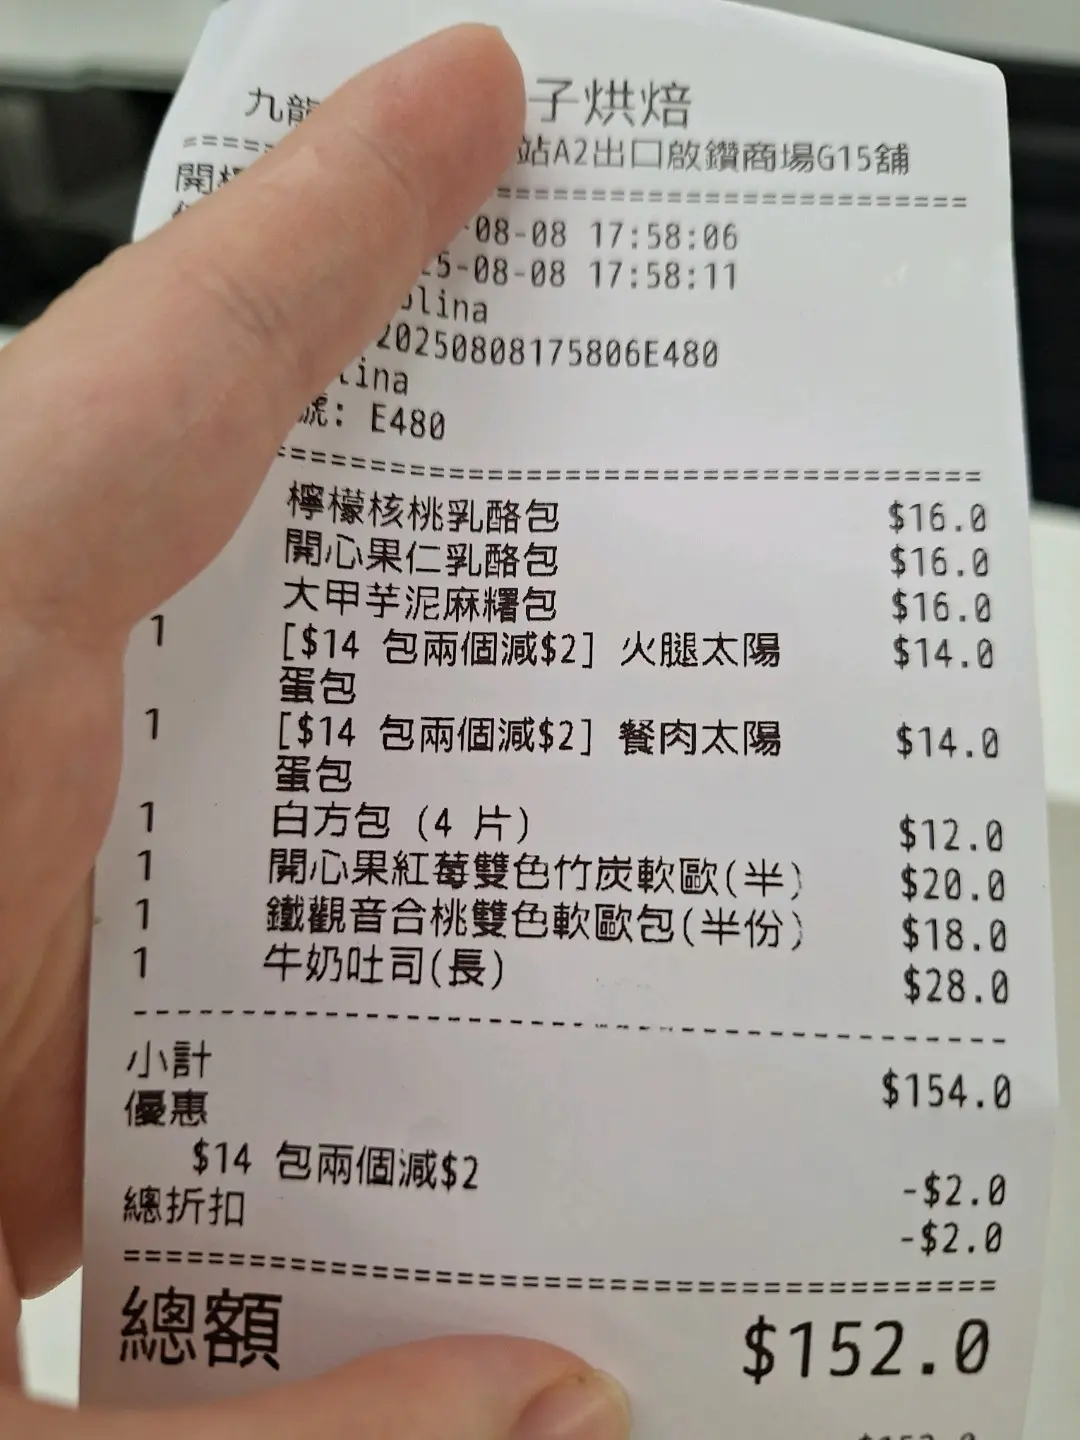 子烘焙
九龍
站A2出口啟鑽商場G15舖
========================
開
-08-08 17:58:06
5-08-08 17:58:11
lina
20250808175806E480
lina
號: E480
========================
檸檬核桃乳酪包 $16.0
開心果仁乳酪包 $16.0
大甲芋泥麻糬包 $16.0
1 [$14 包兩個減$2] 火腿太陽 $14.0
蛋包
1 [$14 包兩個減$2] 餐肉太陽 $14.0
蛋包
1 白方包 (4 片) $12.0
1 開心果紅莓雙色竹炭軟歐(半) $20.0
1 鐵觀音合桃雙色軟歐包(半份) $18.0
1 牛奶吐司(長) $28.0
------------------------
小計 $154.0
優惠
$14 包兩個減$2 -$2.0
總折扣 -$2.0
========================
總額 $152.0